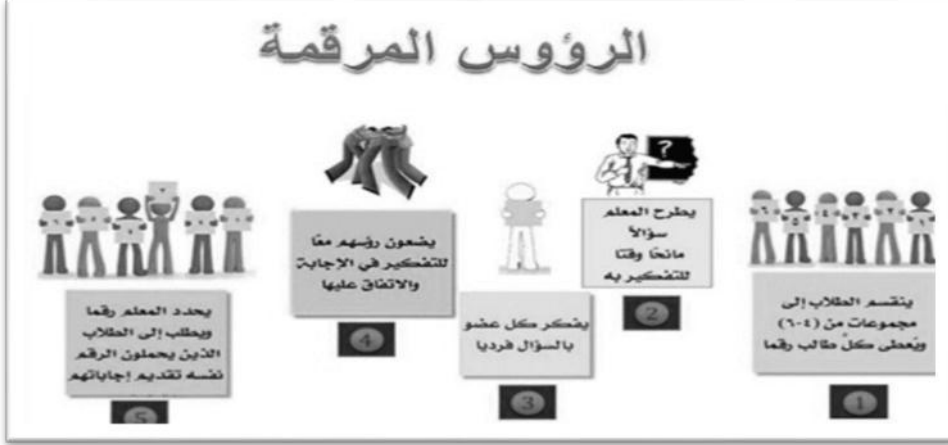 الرؤوس المرقمة
ينقسم الطلاب إلى
مجموعات من (٤-٦)
ويُعطى كلُّ طالب رقما
1
يطرح المعلم
سؤالاً
مانحًا وقتا
للتفكير به
2
يفكر كل عضو
بالسؤال فرديا
3
يضعون رؤسهم معًا
للتفكير في الإجابة
والاتفاق عليها
4
يحدد المعلم رقما
ويطلب إلى الطلاب
الذين يحملون الرقم
نفسه تقديم إجاباتهم
5
?